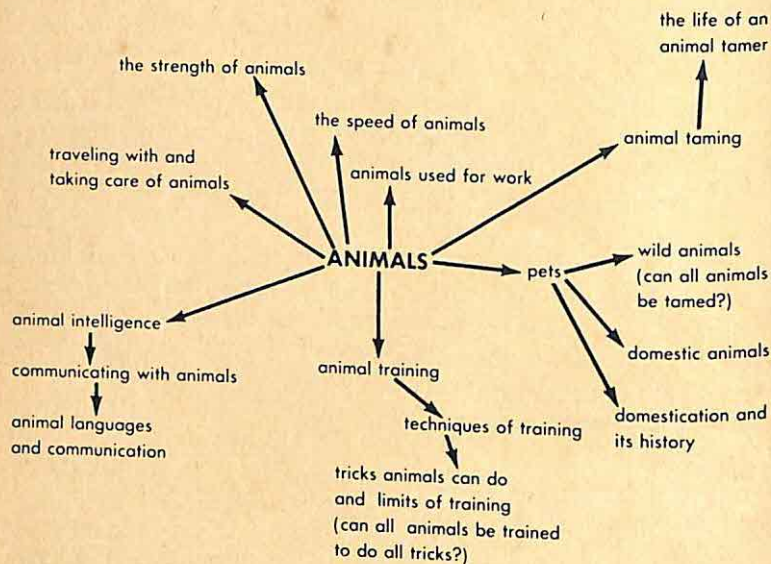 the life of an
animal tamer
the strength of animals
the speed of animals
animal taming
traveling with and
taking care of animals
animals used for work
ANIMALS
pets
wild animals
(can all animals
be tamed?)
animal intelligence
domestic animals
communicating with animals
animal training
animal languages
and communication
techniques of training
domestication and
its history
tricks animals can do
and limits of training
(can all animals be trained
to do all tricks?)